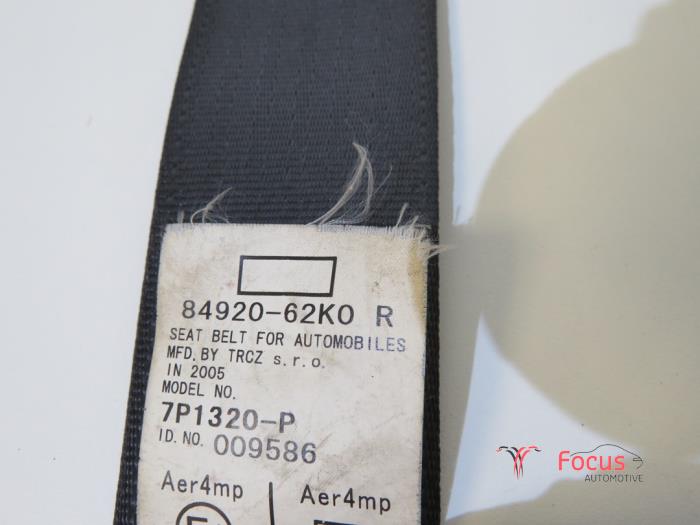 84920-62K0 R
SEAT BELT FOR AUTOMOBILES
MFD. BY TRCZ s.r.o.
IN 2005
MODEL NO.
7P1320-P
ID. NO. 009586
Aer4mp Aer4mp
Focus
AUTOMOTIVE